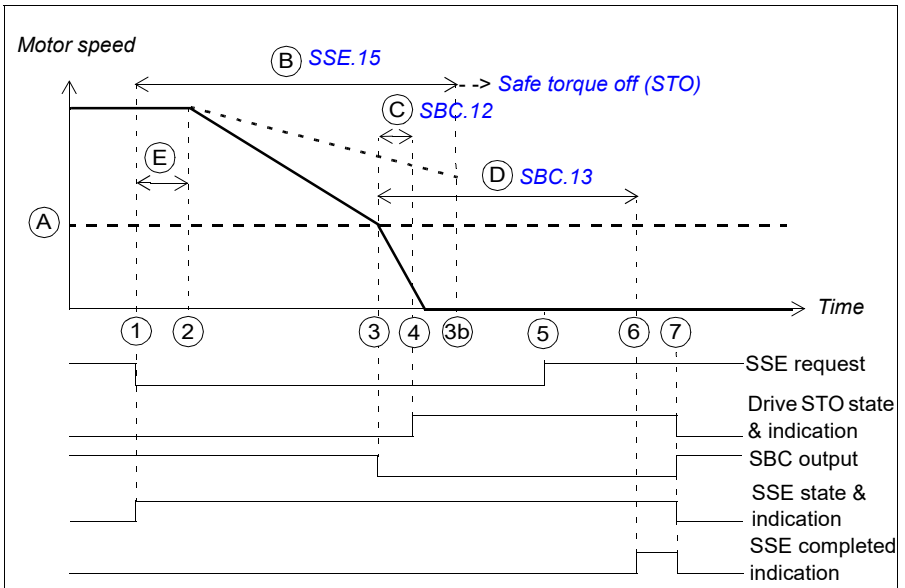 Motor speed
B SSE.15
Safe torque off (STO)
C SBC.12
E
D SBC.13
A
Time
1 2 3 4 3b 5 6 7
SSE request
Drive STO state
& indication
SBC output
SSE state &
indication
SSE completed
indication